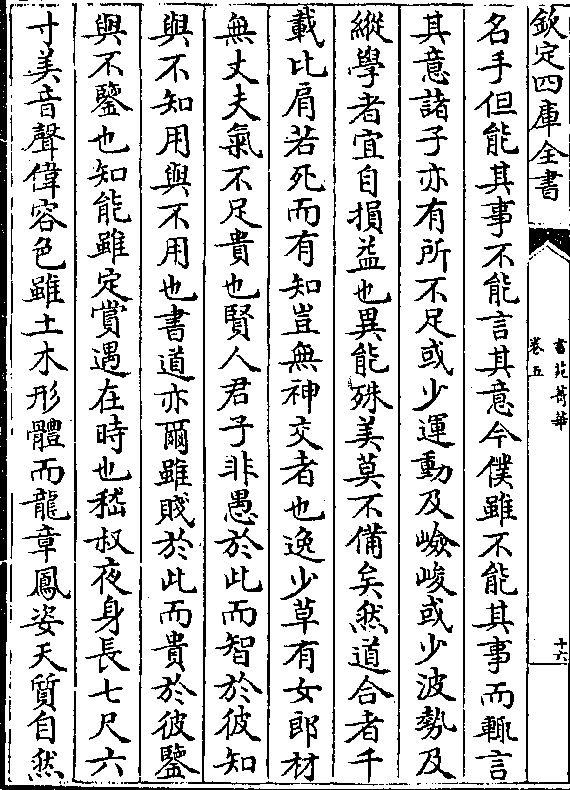 欽定四庫全書
書苑菁華
卷五
十六
名手但能其事不能言其意今僕雖不能其事而輒言
其意諸子亦有所不足或少運動及嶮峻或少波勢及
縱學者宜自損益也異能殊美莫不備矣然道合者千
載比肩若死而有知豈無神交者也逸少草有女郎材
無丈夫氣不足貴也賢人君子非愚於此而智於彼知
與不知用與不用也書道亦爾雖賤於此而貴於彼鑒
與不鑒也知能雖定賞遇在時也嵇叔夜身長七尺六
寸美音聲偉容色雖土木形體而龍章鳳姿天質自然